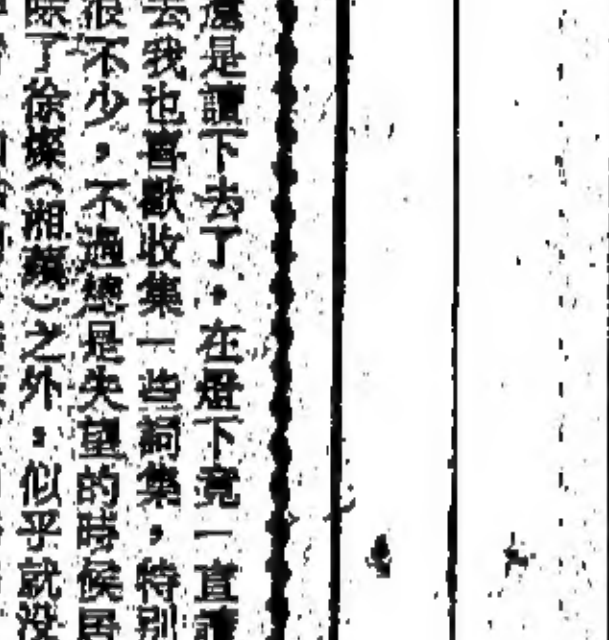 還是讀下去了，在燈下竟一直讀
去我也喜歡收集一些詞集，特別
很不少，不過總是失望的時候居
除了徐燦（湘蘋）之外，似乎就没